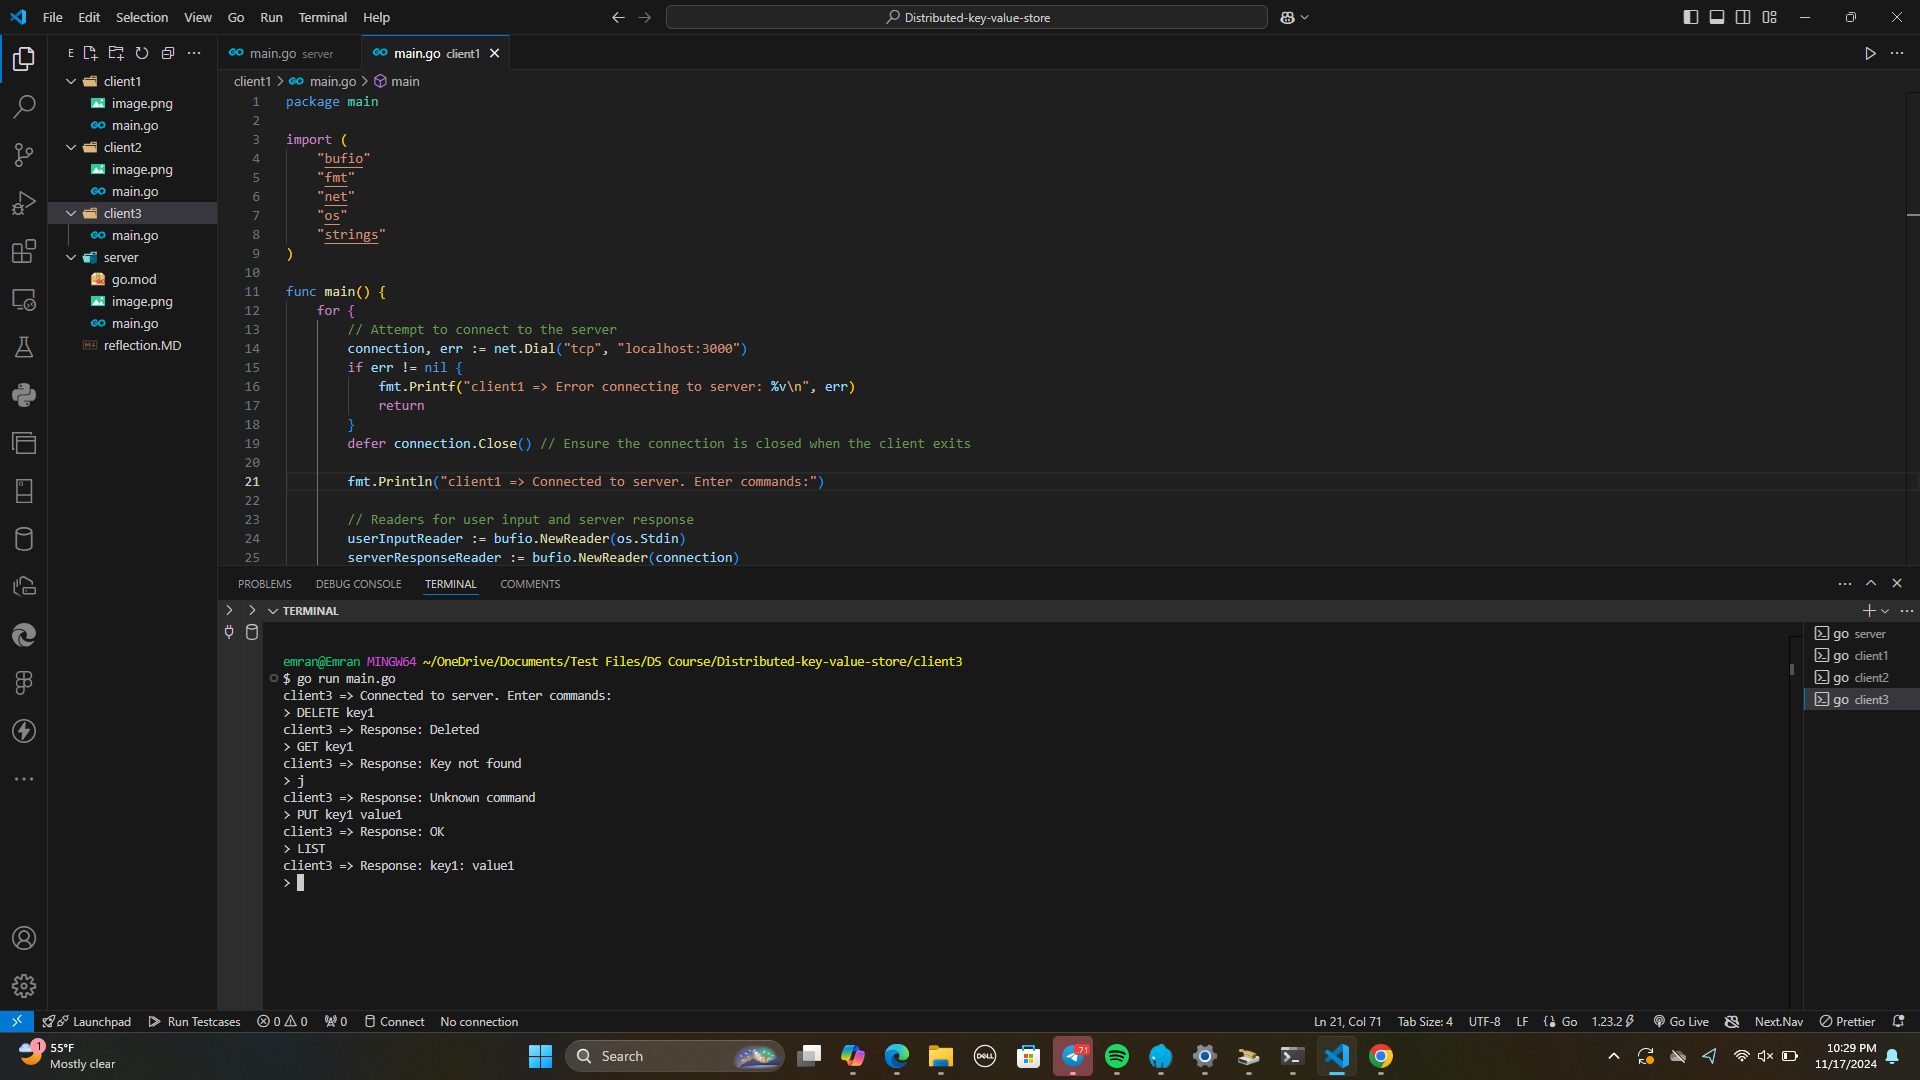 File Edit Selection View Go Run Terminal Help
Distributed-key-value-store
E
main.go server
main.go client1
client1
image.png
main.go
client2
image.png
main.go
client3
main.go
server
go.mod
image.png
main.go
reflection.MD
client1 > main.go > main
1 package main
2
3 import (
4 "bufio"
5 "fmt"
6 "net"
7 "os"
8 "strings"
9 )
10
11 func main() {
12 for {
13 // Attempt to connect to the server
14 connection, err := net.Dial("tcp", "localhost:3000")
15 if err != nil {
16 fmt.Printf("client1 => Error connecting to server: %v\n", err)
17 return
18 }
19 defer connection.Close() // Ensure the connection is closed when the client exits
20
21 fmt.Println("client1 => Connected to server. Enter commands:")
22
23 // Readers for user input and server response
24 userInputReader := bufio.NewReader(os.Stdin)
25 serverResponseReader := bufio.NewReader(connection)
PROBLEMS DEBUG CONSOLE TERMINAL COMMENTS
TERMINAL
emran@Emran MINGW64 ~/OneDrive/Documents/Test Files/DS Course/Distributed-key-value-store/client3
$ go run main.go
client3 => Connected to server. Enter commands:
> DELETE key1
client3 => Response: Deleted
> GET key1
client3 => Response: Key not found
> j
client3 => Response: Unknown command
> PUT key1 value1
client3 => Response: OK
> LIST
client3 => Response: key1: value1
>
go server
go client1
go client2
go client3
Launchpad Run Testcases 0 0 0 Connect No connection
Ln 21, Col 71 Tab Size: 4 UTF-8 LF Go 1.23.2 Go Live Next.Nav Prettier
1
55°F
Mostly clear
Search
DELL
71
10:29 PM
11/17/2024